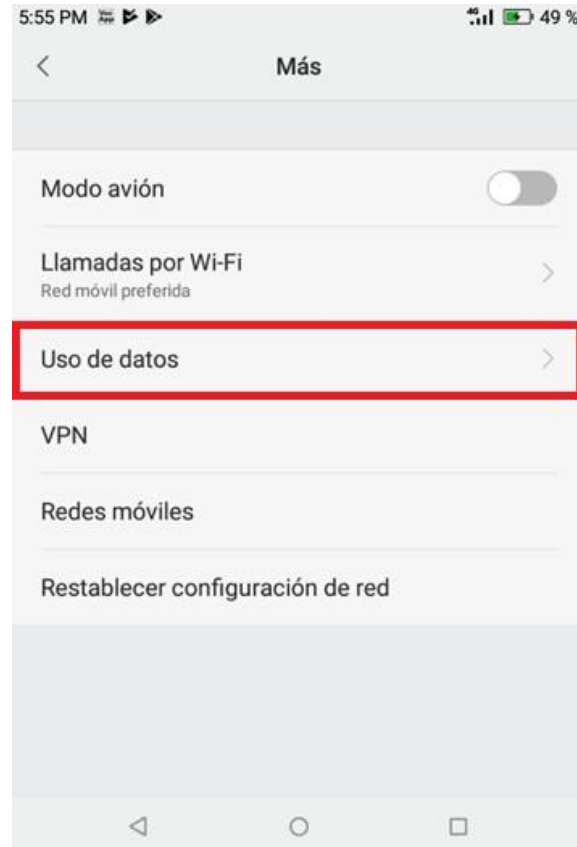 5:55 PM 4G 49 %
Más
Modo avión
Llamadas por Wi-Fi
Red móvil preferida
Uso de datos
VPN
Redes móviles
Restablecer configuración de red